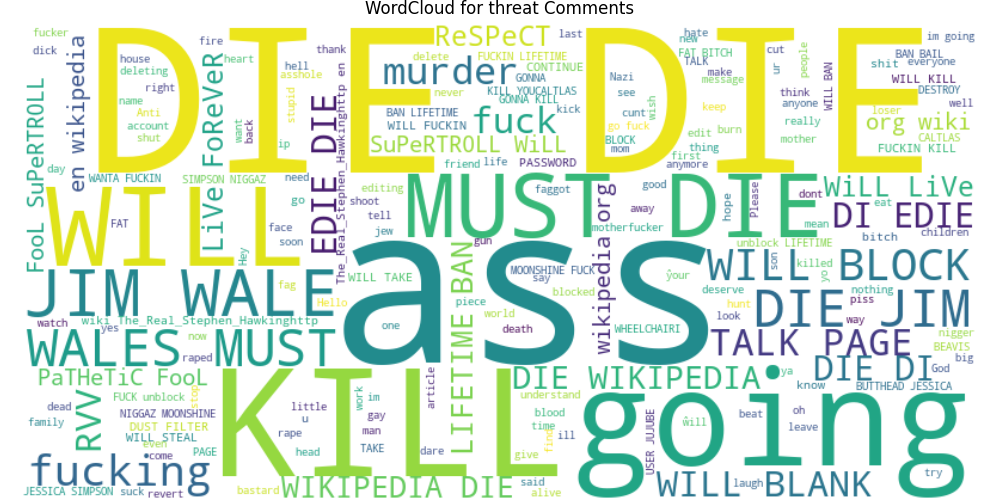 WordCloud for threat Comments
DIE DIE
ass
KILL
going
WILL
MUST DIE
JIM WALE
WALES MUST
DIE JIM
WILL BLOCK
TALK PAGE
murder
fuck
fucking
ReSPeCT
SuPeRTROLL WiLL
FooL SuPeRTROLL
en wikipedia
LiVe FoReVeR
EDIE DIE
The_Real_Stephen_Hawkinghttp en
WiLL LiVe
DI EDIE
org wiki
wikipedia org
LIFETIME BAN
DIE WIKIPEDIA
DIE DI
WILL BLANK
WIKIPEDIA DIE
PaTHeTiC FooL
RVV
fucker
dick
house
deleting
right
name
Anti
account
shut
day
WANTA FUCKIN
SIMPSON NIGGAZ
fire
heart
want
back
thank
hell
asshole
stupid
ip
need
go
face
soon
Hey
FAT
fag
Hello
watch
yes
wiki The_Real_Stephen_Hawkinghttp
now
raped
FUCK unblock
stop
dead
family
NIGGAZ MOONSHINE
DUST FILTER
WILL STEAL
even
come
PAGE
JESSICA SIMPSON
suck
revert
bastard
little
u
rape
head
work
im
gay
man
TAKE
article
dare
last
delete
FUCKIN LIFETIME
CONTINUE
GONNA
never
KILL YOUCALTLAS
GONNA KILL
BAN LIFETIME
WILL FUCKIN
kick
friend
life
PASSWORD
editing
shoot
tell
jew
faggot
good
away
motherfucker
gun
WILL TAKE
MOONSHINE FUCK
say
blocked
piece
world
death
one
your
WHEELCHAIRI
hate
new
FAT BITCH
TALK
make
message
Nazi
see
cunt
wish
go fuck
BLOCK
mom
keep
edit
burn
thing
first
anymore
cut
ur
people
think
anyone
really
mother
WILL BAN
im going
BAN BAIL
everyone
shit
WILL KILL
DESTROY
loser
well
CALTLAS
FUCKIN KILL
dont
eat
mean
children
bitch
hope
Please
unblock LIFETIME
son
killed
yo
deserve
nothing
piss
hunt
look
way
nigger
BEAVIS
big
God
BUTTHEAD JESSICA
ya
know
understand
blood
time
ill
find
give
said
alive
will
USER JUJUBE
beat
oh
leave
laugh
try